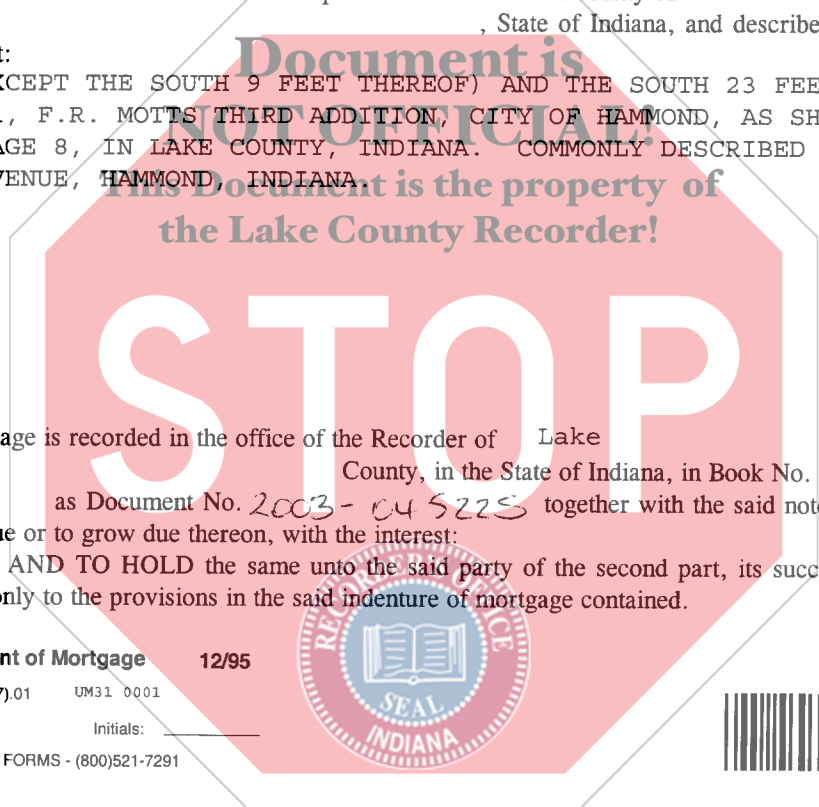 , State of Indiana, and describe
t:
XCEPT THE SOUTH 9 FEET THEREOF) AND THE SOUTH 23 FEE
., F.R. MOTTS THIRD ADDITION, CITY OF HAMMOND, AS SH
AGE 8, IN LAKE COUNTY, INDIANA. COMMONLY DESCRIBED
VENUE, HAMMOND, INDIANA.
Document is
NOT OFFICIAL!
This Document is the property of
the Lake County Recorder!
STOP
age is recorded in the office of the Recorder of Lake
County, in the State of Indiana, in Book No.
as Document No. 2003-045225 together with the said note
ue or to grow due thereon, with the interest:
AND TO HOLD the same unto the said party of the second part, its succ
only to the provisions in the said indenture of mortgage contained.
RECORDER'S OFFICE
SEAL
INDIANA
nt of Mortgage 12/95
7).01 UM31 0001
Initials:
FORMS - (800)521-7291